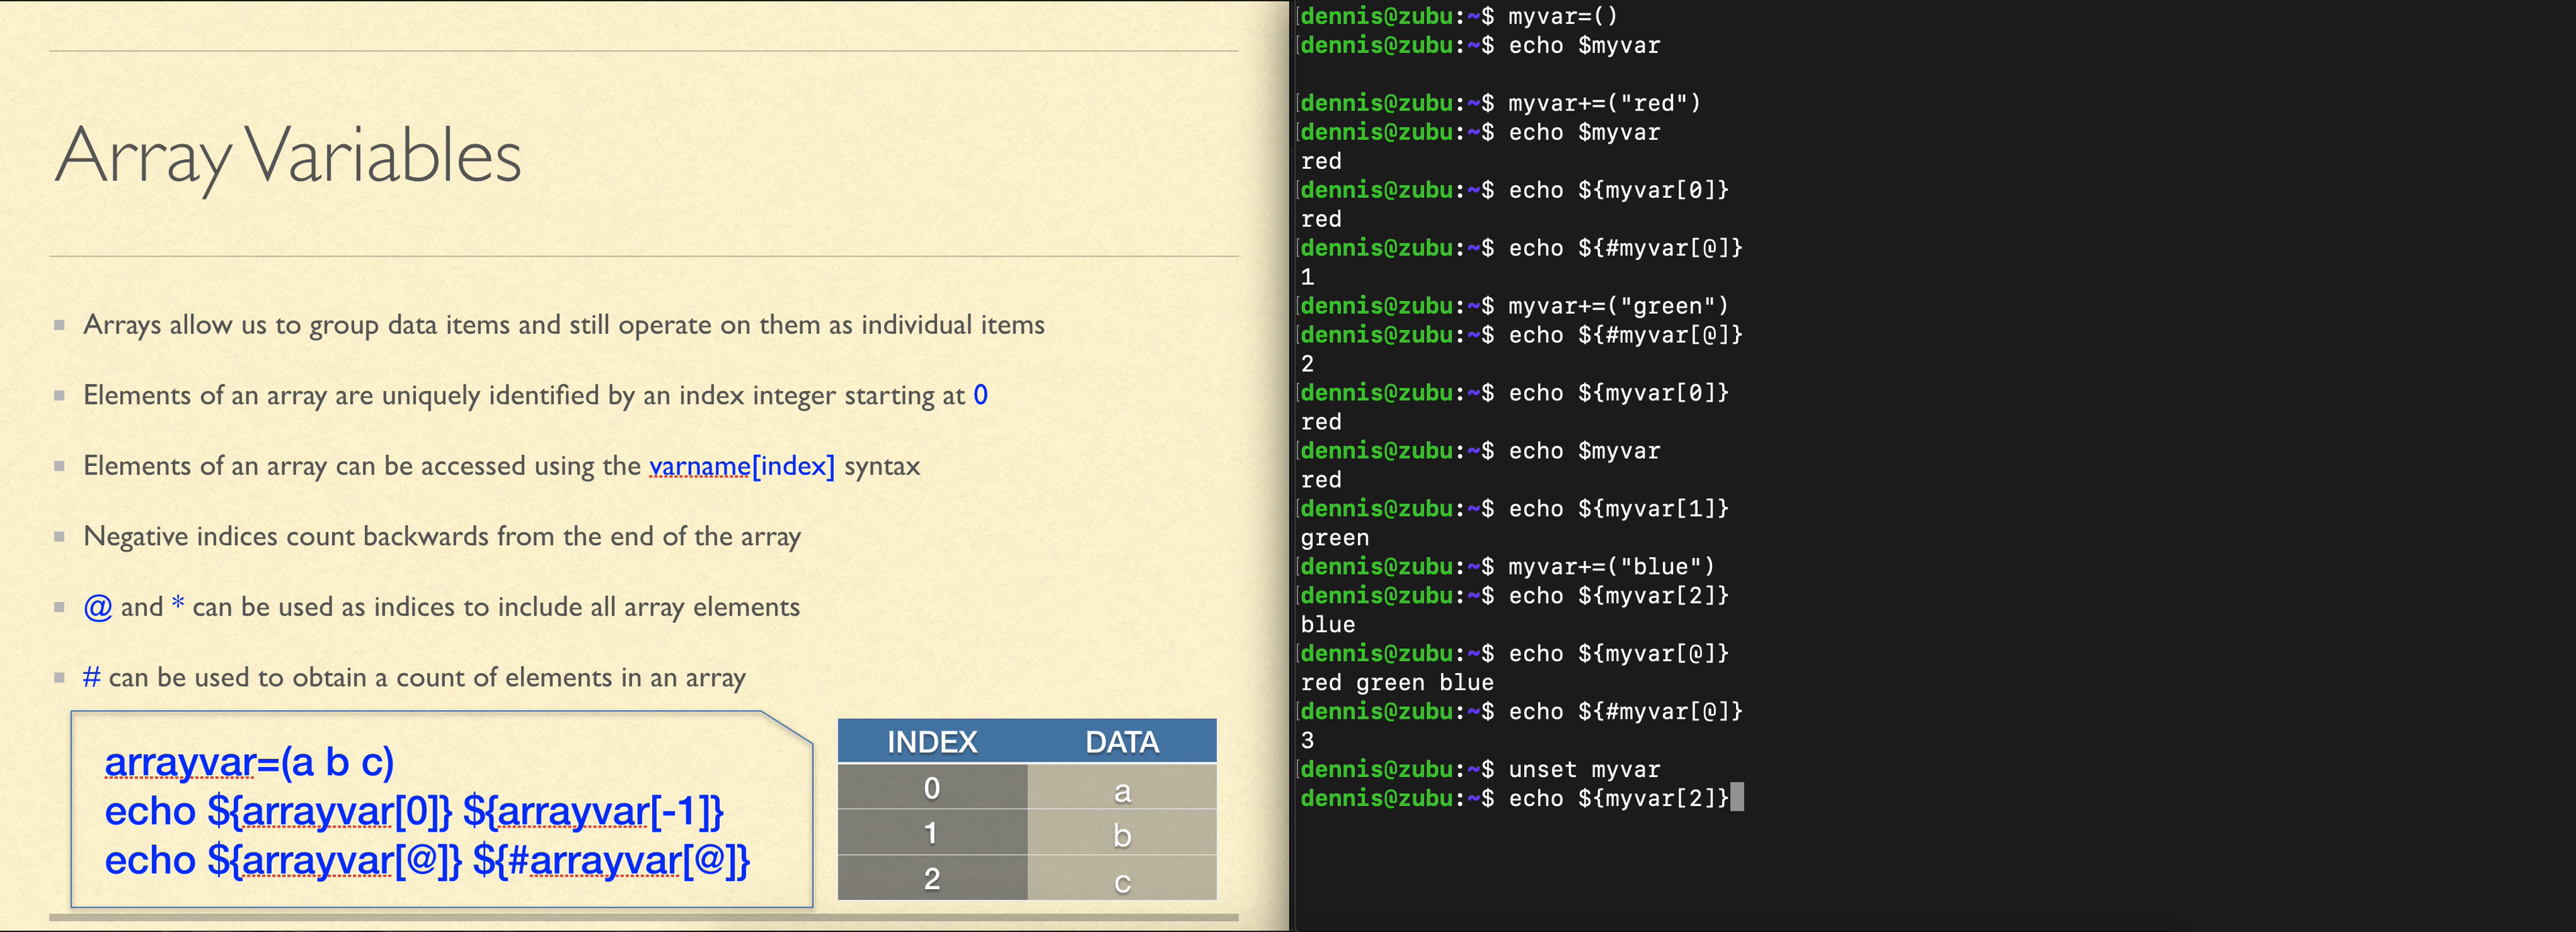 Array Variables
Arrays allow us to group data items and still operate on them as individual items
Elements of an array are uniquely identified by an index integer starting at 0
Elements of an array can be accessed using the varname[index] syntax
Negative indices count backwards from the end of the array
@ and * can be used as indices to include all array elements
# can be used to obtain a count of elements in an array
arrayvar=(a b c)
echo ${arrayvar[0]} ${arrayvar[-1]}
echo ${arrayvar[@]} ${#arrayvar[@]}
INDEX DATA
0 a
1 b
2 c
dennis@zubu:~$ myvar=()
dennis@zubu:~$ echo $myvar
dennis@zubu:~$ myvar+=("red")
dennis@zubu:~$ echo $myvar
red
dennis@zubu:~$ echo ${myvar[0]}
red
dennis@zubu:~$ echo ${#myvar[@]}
1
dennis@zubu:~$ myvar+=("green")
dennis@zubu:~$ echo ${#myvar[@]}
2
dennis@zubu:~$ echo ${myvar[0]}
red
dennis@zubu:~$ echo $myvar
red
dennis@zubu:~$ echo ${myvar[1]}
green
dennis@zubu:~$ myvar+=("blue")
dennis@zubu:~$ echo ${myvar[2]}
blue
dennis@zubu:~$ echo ${myvar[@]}
red green blue
dennis@zubu:~$ echo ${#myvar[@]}
3
dennis@zubu:~$ unset myvar
dennis@zubu:~$ echo ${myvar[2]}